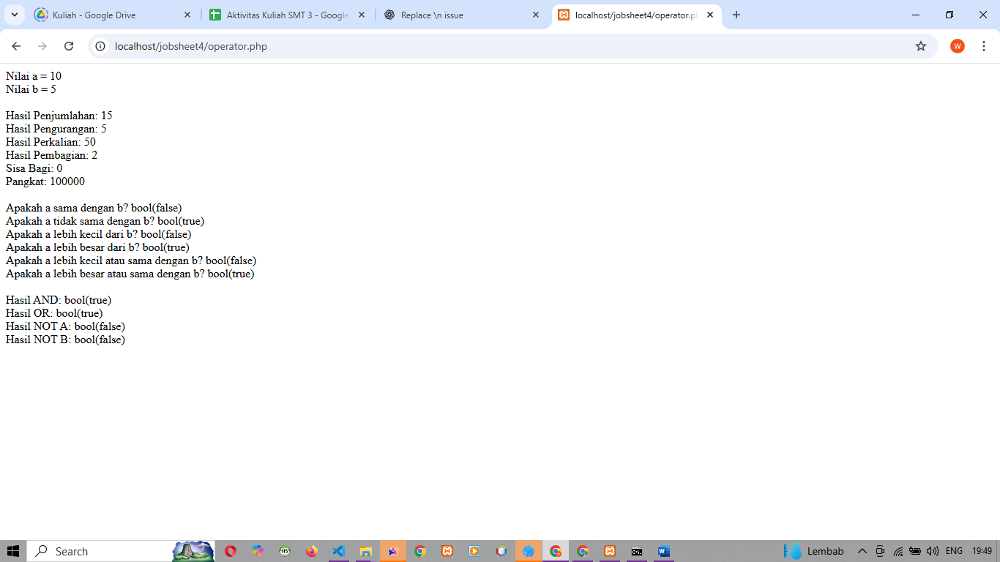 Kuliah - Google Drive
Aktivitas Kuliah SMT 3 - Google
Replace \n issue
localhost/jobsheet4/operator.p
localhost/jobsheet4/operator.php
W
Nilai a = 10
Nilai b = 5
Hasil Penjumlahan: 15
Hasil Pengurangan: 5
Hasil Perkalian: 50
Hasil Pembagian: 2
Sisa Bagi: 0
Pangkat: 100000
Apakah a sama dengan b? bool(false)
Apakah a tidak sama dengan b? bool(true)
Apakah a lebih kecil dari b? bool(false)
Apakah a lebih besar dari b? bool(true)
Apakah a lebih kecil atau sama dengan b? bool(false)
Apakah a lebih besar atau sama dengan b? bool(true)
Hasil AND: bool(true)
Hasil OR: bool(true)
Hasil NOT A: bool(false)
Hasil NOT B: bool(false)
Search
HS
Lembab
ENG
19:49